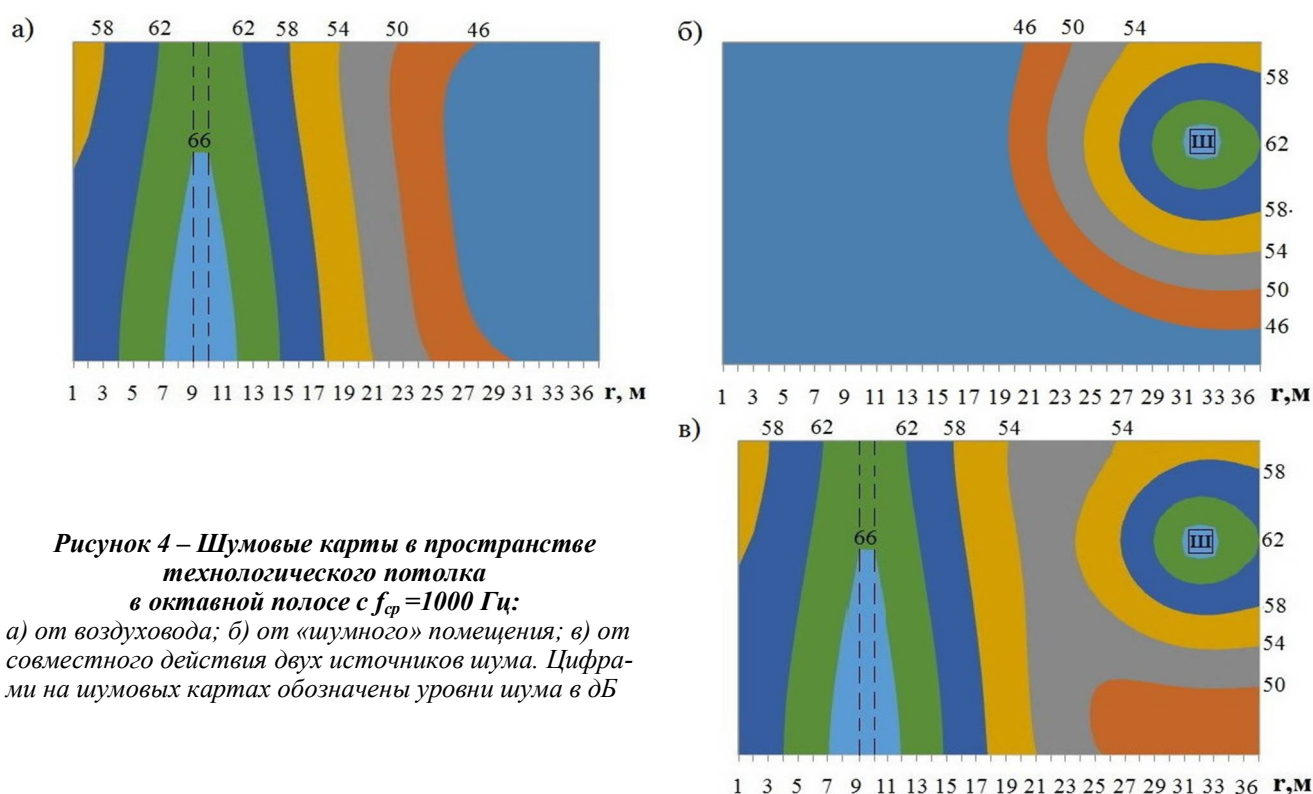 а) 58 62 62 58 54 50 46
66
1 3 5 7 9 11 13 15 17 19 21 23 25 27 29 31 33 36 r, м
б) 46 50 54
58
Ш
62
58.
54
50
46
1 3 5 7 9 11 13 15 17 19 21 23 25 27 29 31 33 36 r,м
в) 58 62 62 58 54 54
58
66
Ш
62
58
54
50
1 3 5 7 9 11 13 15 17 19 21 23 25 27 29 31 33 36 r,м
Рисунок 4 – Шумовые карты в пространстве
технологического потолка
в октавной полосе с fср =1000 Гц:
а) от воздуховода; б) от «шумного» помещения; в) от
совместного действия двух источников шума. Цифра-
ми на шумовых картах обозначены уровни шума в дБ